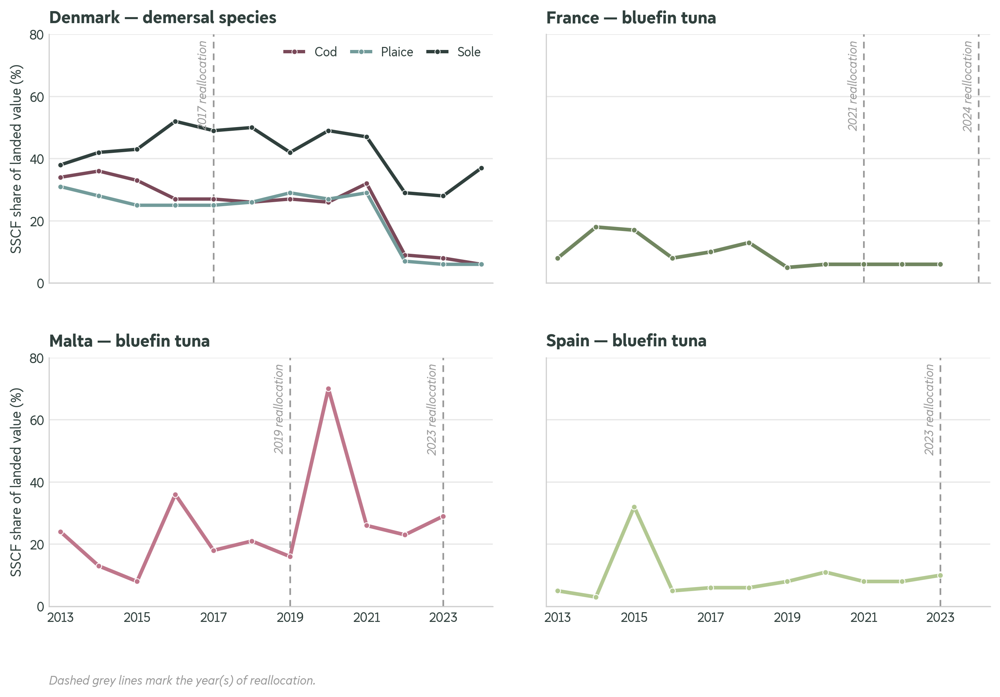 Denmark — demersal species
SSCF share of landed value (%)
80
60
40
20
0
2017 reallocation
Cod
Plaice
Sole
France — bluefin tuna
2021 reallocation
2024 reallocation
Malta — bluefin tuna
SSCF share of landed value (%)
80
60
40
20
0
2019 reallocation
2023 reallocation
2013 2015 2017 2019 2021 2023
Spain — bluefin tuna
2023 reallocation
2013 2015 2017 2019 2021 2023
Dashed grey lines mark the year(s) of reallocation.